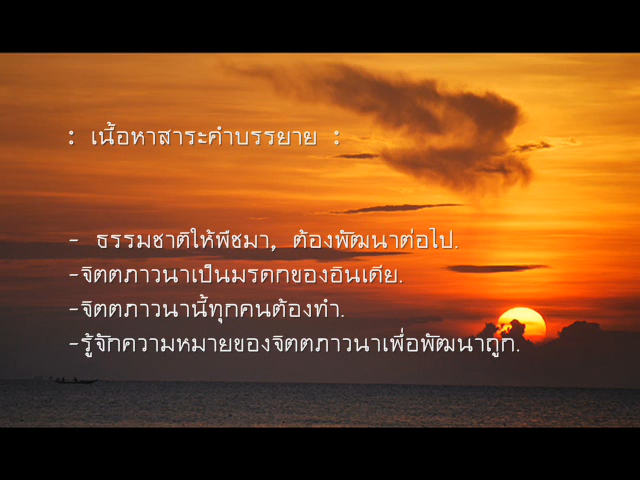 : เนื้อหาสาระคำบรรยาย :
- ธรรมชาติให้พืชมา, ต้องพัฒนาต่อไป.
-จิตตภาวนาเป็นมรดกของอินเดีย.
-จิตตภาวนานี้ทุกคนต้องทำ.
-รู้จักความหมายของจิตตภาวนาเพื่อพัฒนาถูก.